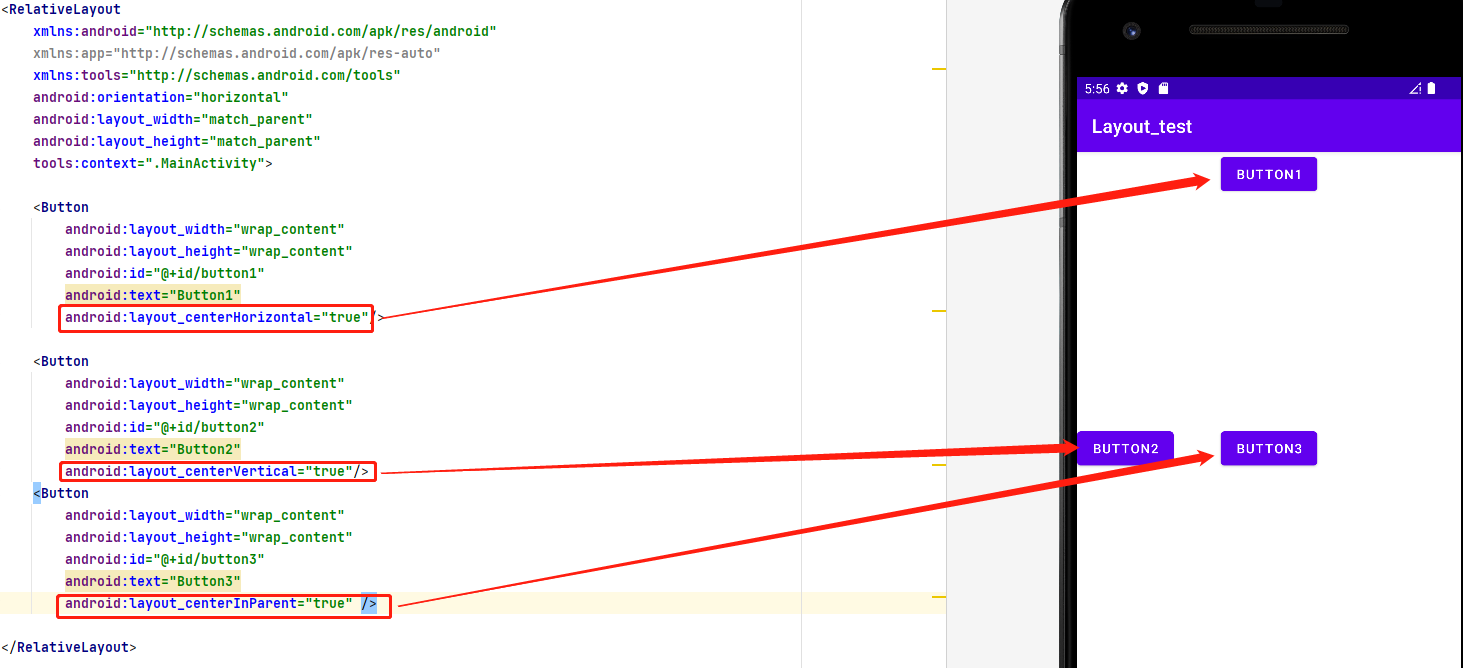 <RelativeLayout
xmlns:android="http://schemas.android.com/apk/res/android"
xmlns:app="http://schemas.android.com/apk/res-auto"
xmlns:tools="http://schemas.android.com/tools"
android:orientation="horizontal"
android:layout_width="match_parent"
android:layout_height="match_parent"
tools:context=".MainActivity">
<Button
android:layout_width="wrap_content"
android:layout_height="wrap_content"
android:id="@+id/button1"
android:text="Button1"
android:layout_centerHorizontal="true"/>
<Button
android:layout_width="wrap_content"
android:layout_height="wrap_content"
android:id="@+id/button2"
android:text="Button2"
android:layout_centerVertical="true"/>
<Button
android:layout_width="wrap_content"
android:layout_height="wrap_content"
android:id="@+id/button3"
android:text="Button3"
android:layout_centerInParent="true" />
</RelativeLayout>
5:56
Layout_test
BUTTON1
BUTTON2
BUTTON3